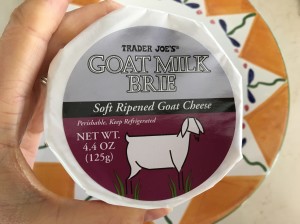 TRADER JOE'S®
GOAT MILK
BRIE
Soft Ripened Goat Cheese
Perishable, Keep Refrigerated
NET WT.
4.4 OZ
(125g)